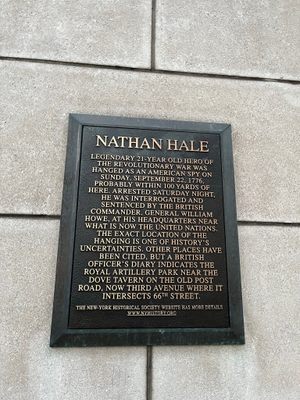 NATHAN HALE
LEGENDARY 21-YEAR OLD HERO OF
THE REVOLUTIONARY WAR WAS
HANGED AS AN AMERICAN SPY ON
SUNDAY, SEPTEMBER 22, 1776,
PROBABLY WITHIN 100 YARDS OF
HERE. ARRESTED SATURDAY NIGHT,
HE WAS INTERROGATED AND
SENTENCED BY THE BRITISH
COMMANDER, GENERAL WILLIAM
HOWE, AT HIS HEADQUARTERS NEAR
WHAT IS NOW THE UNITED NATIONS.
THE EXACT LOCATION OF THE
HANGING IS ONE OF HISTORY'S
UNCERTAINTIES. OTHER PLACES HAVE
BEEN CITED, BUT A BRITISH
OFFICER'S DIARY INDICATES THE
ROYAL ARTILLERY PARK NEAR THE
DOVE TAVERN ON THE OLD POST
ROAD, NOW THIRD AVENUE WHERE IT
INTERSECTS 66TH STREET.
THE NEW-YORK HISTORICAL SOCIETY WEBSITE HAS MORE DETAILS
WWW.NYHISTORY.ORG